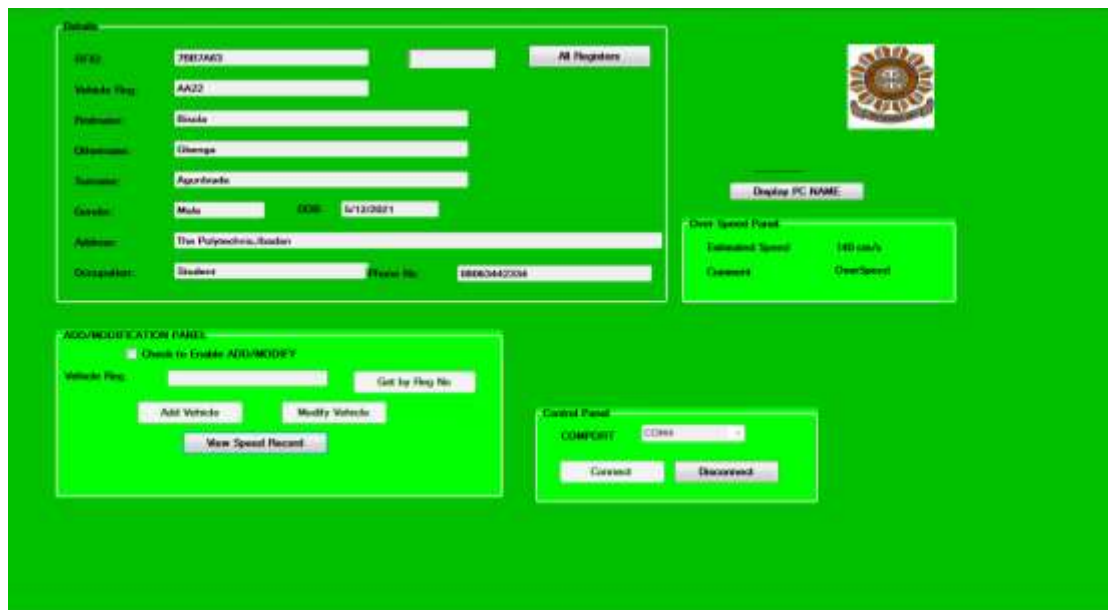 Details
RFID: 7BB7A63 All Registers
Vehicle Reg: AA22
Firstname: Bisola
Othername: Gbenga
Surname:
Gender: Male DOB: 5/12/2021
Address: The Polytechnic,Ibadan
Occupation: Student Phone No: 08063442334
Display PC NAME
Over Speed Panel
Estimated Speed 140 cm/s
Comment OverSpeed
ADD/MODIFICATION PANEL
Check to Enable ADD/MODIFY
Vehicle Reg Get by Reg No
Add Vehicle Modify Vehicle
View Speed Record
Control Panel
COMPORT COM4
Connect Disconnect